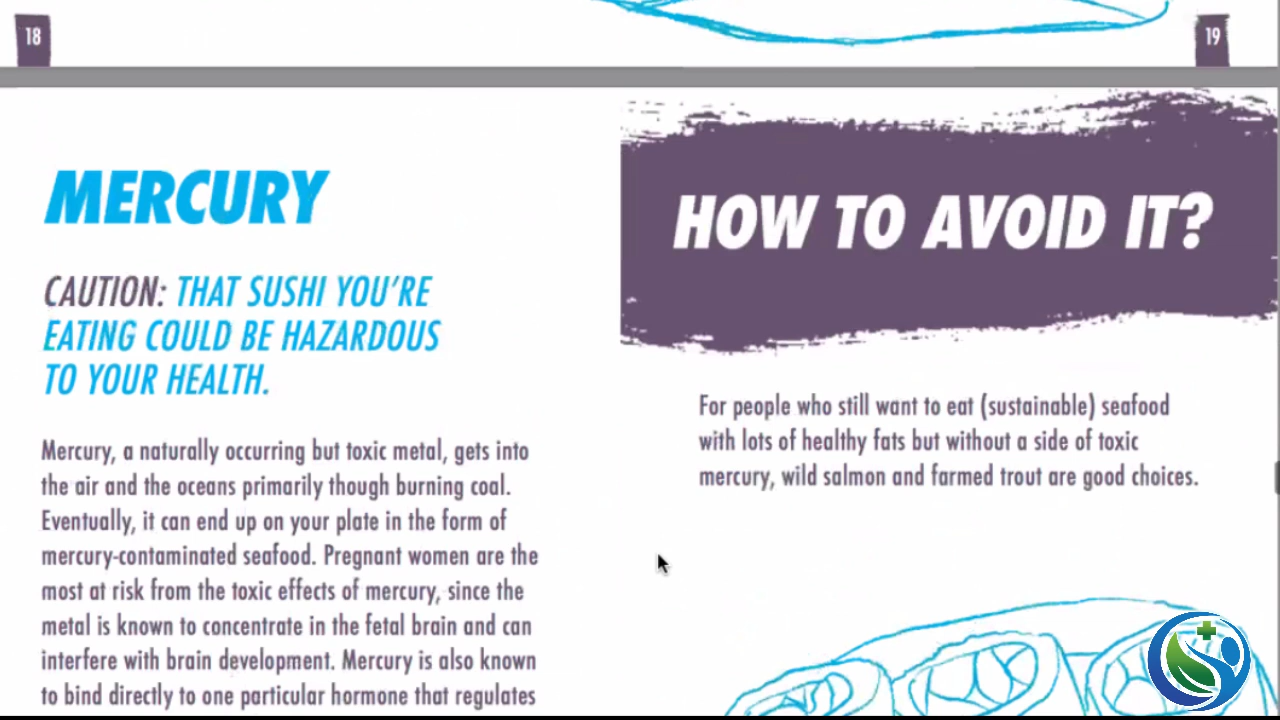 18
19
MERCURY
CAUTION: THAT SUSHI YOU'RE
EATING COULD BE HAZARDOUS
TO YOUR HEALTH.
Mercury, a naturally occurring but toxic metal, gets into
the air and the oceans primarily though burning coal.
Eventually, it can end up on your plate in the form of
mercury-contaminated seafood. Pregnant women are the
most at risk from the toxic effects of mercury, since the
metal is known to concentrate in the fetal brain and can
interfere with brain development. Mercury is also known
to bind directly to one particular hormone that regulates
HOW TO AVOID IT?
For people who still want to eat (sustainable) seafood
with lots of healthy fats but without a side of toxic
mercury, wild salmon and farmed trout are good choices.